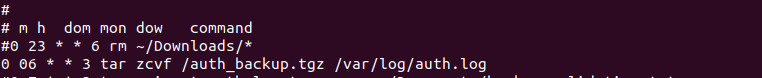 #
# m h  dom mon dow   command
#0 23 * * 6 rm ~/Downloads/*
0 06 * * 3 tar zcvf /auth_backup.tgz /var/log/auth.log